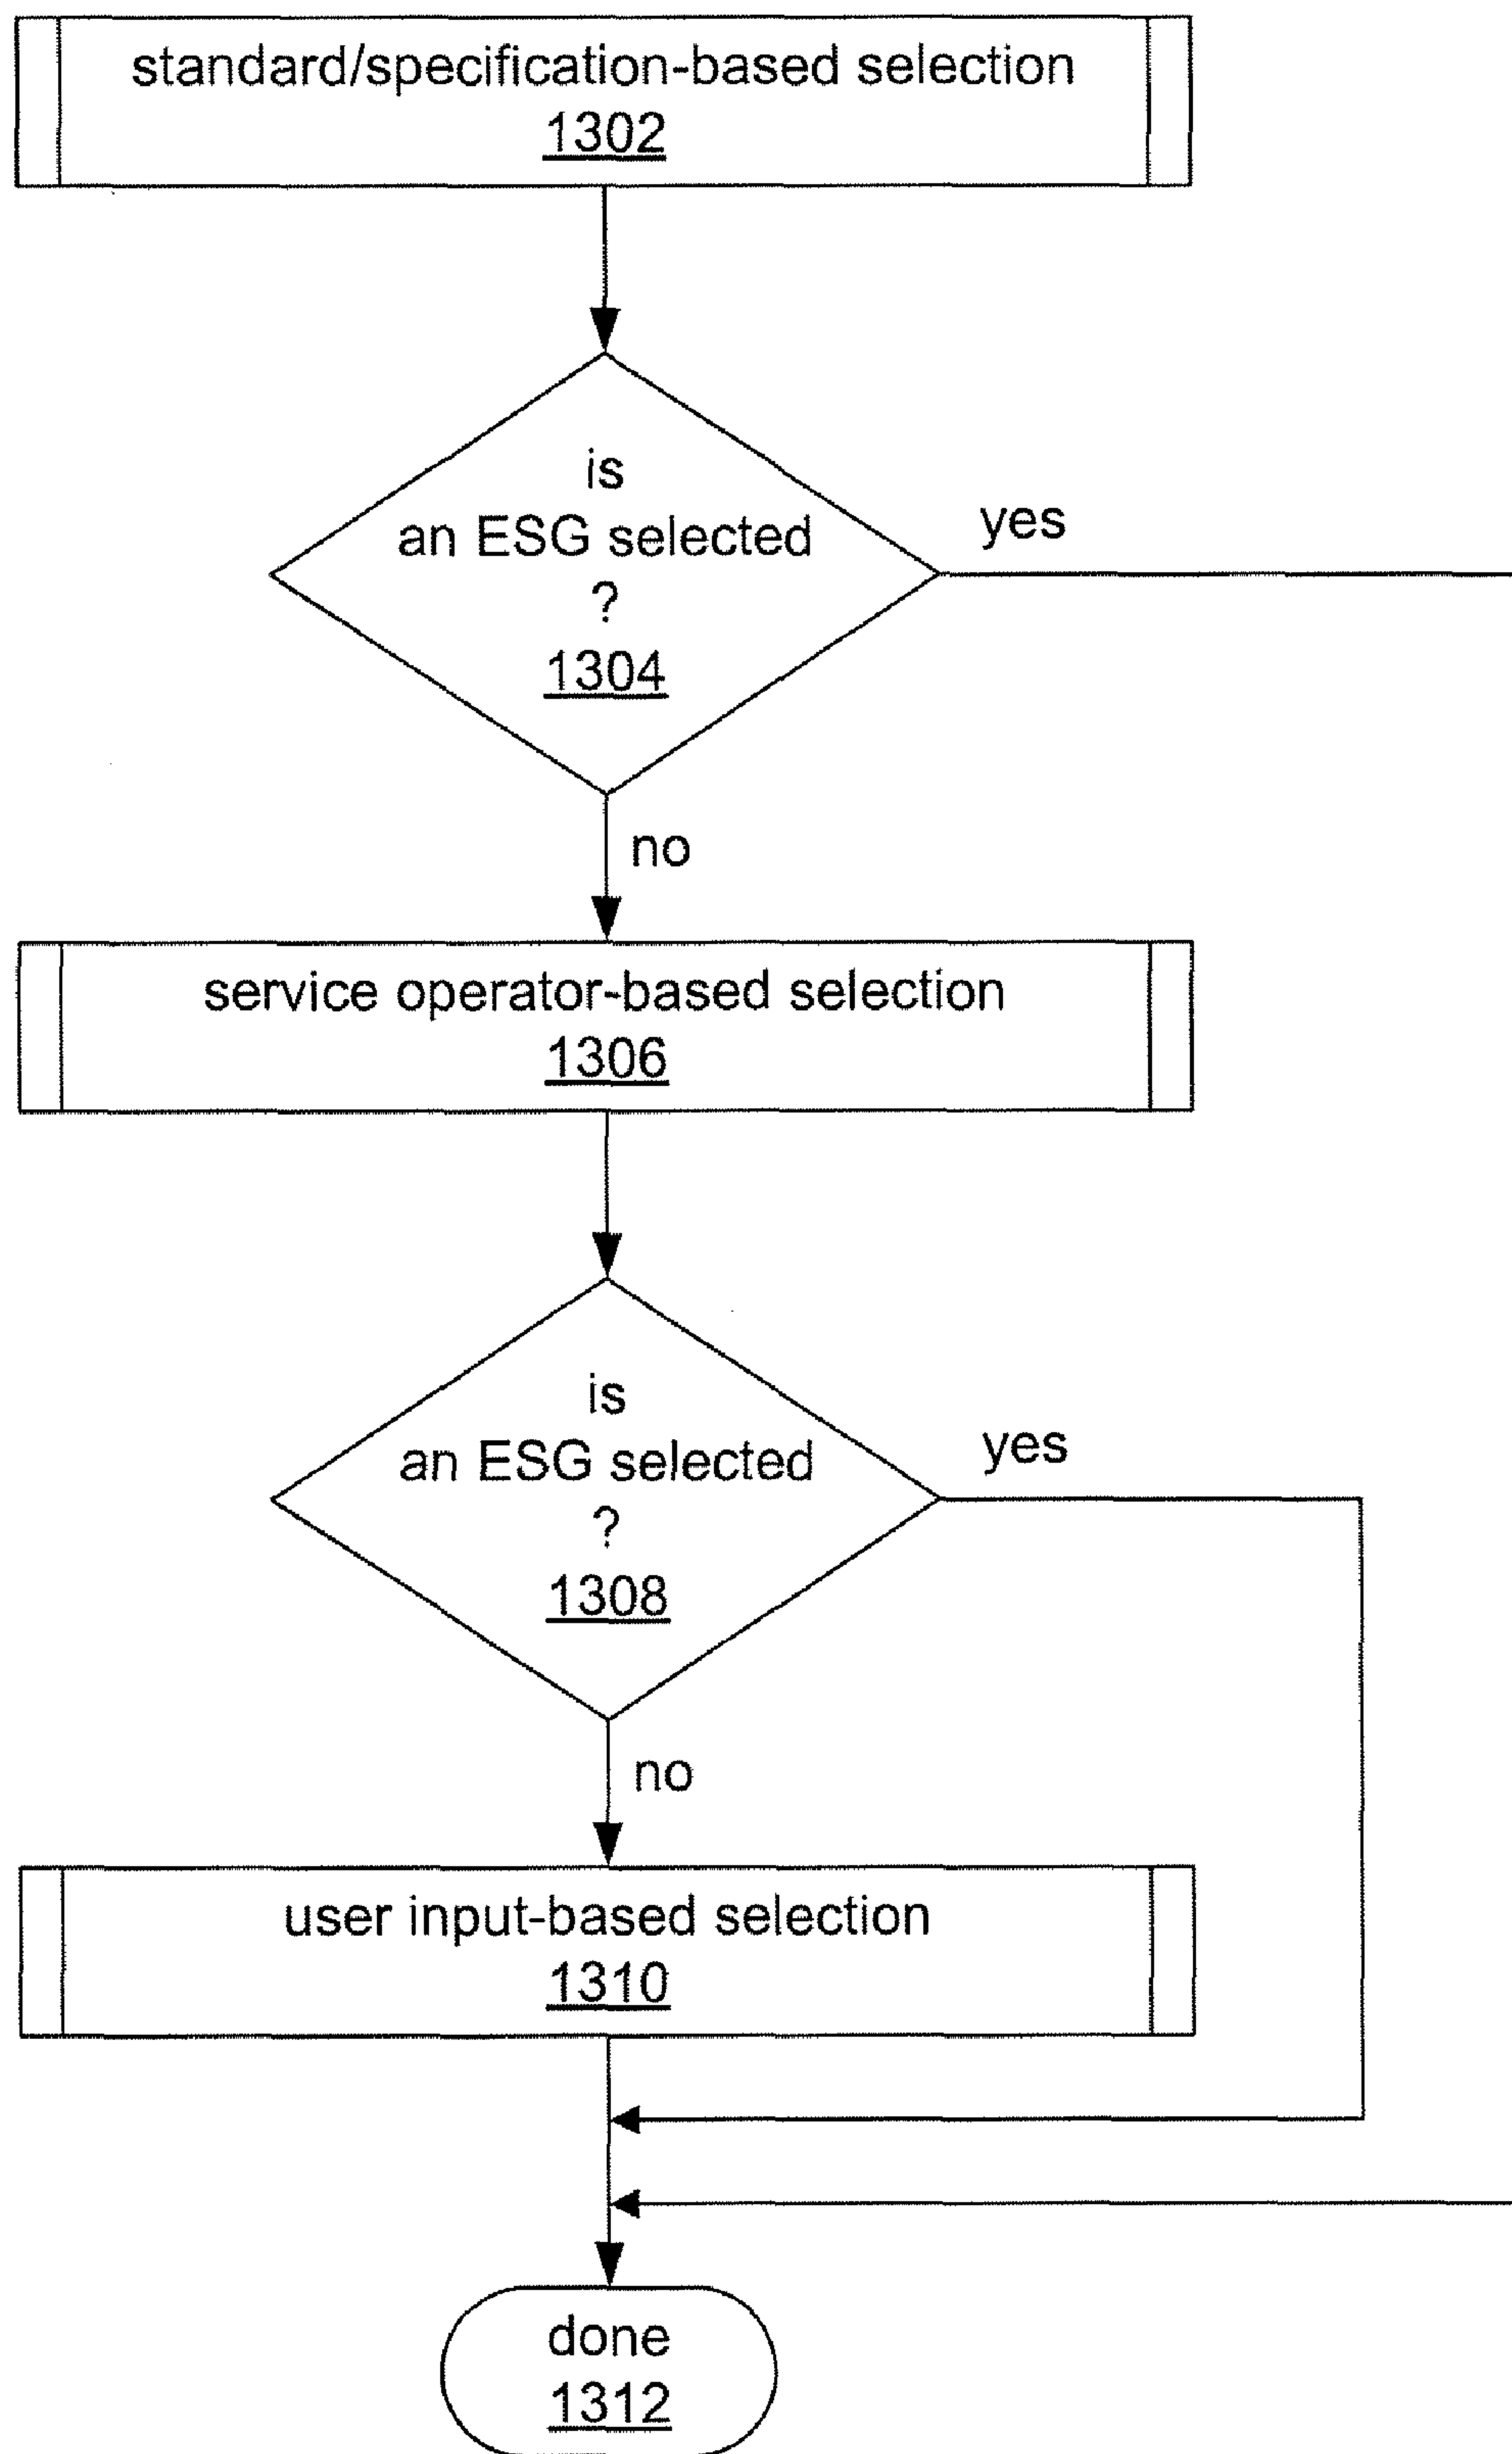 standard/specification-based selection
1302
is
an ESG selected
?
1304
yes
no
service operator-based selection
1306
is
an ESG selected
?
1308
yes
no
user input-based selection
1310
done
1312